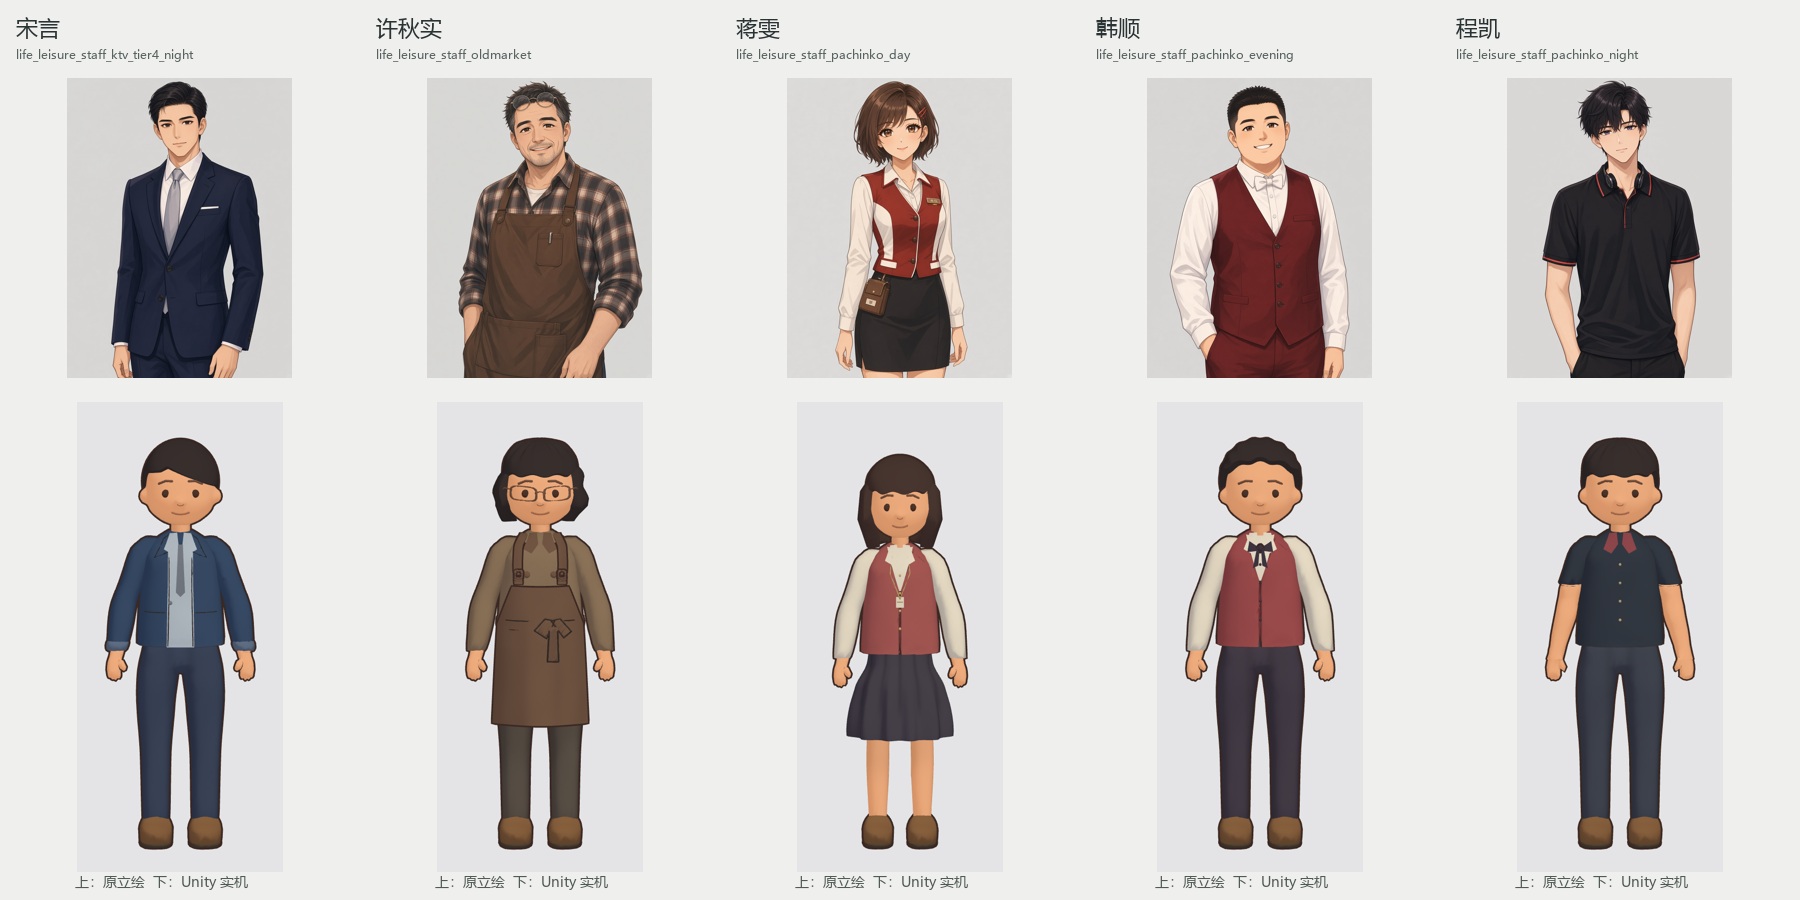 宋言
life_leisure_staff_ktv_tier4_night
上：原立绘 下：Unity 实机
许秋实
life_leisure_staff_oldmarket
上：原立绘 下：Unity 实机
蒋雯
life_leisure_staff_pachinko_day
上：原立绘 下：Unity 实机
韩顺
life_leisure_staff_pachinko_evening
上：原立绘 下：Unity 实机
程凯
life_leisure_staff_pachinko_night
上：原立绘 下：Unity 实机